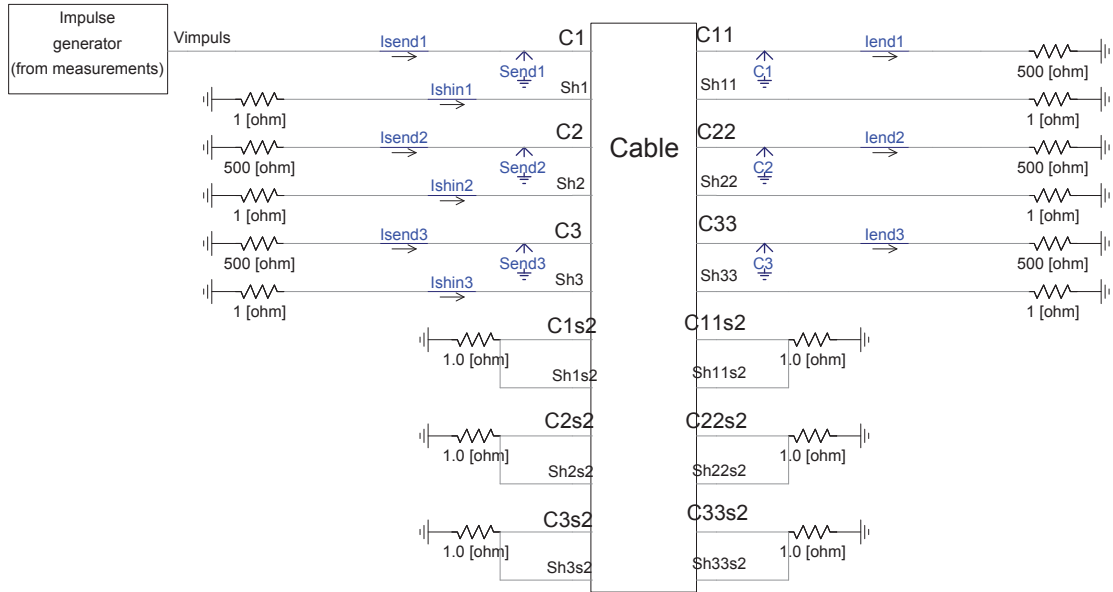 Impulse
generator
(from measurements)
Vimpuls
Isend1
Send1
C1
C11
C1
Iend1
500 [ohm]
1 [ohm]
Ishin1
Sh1
Sh11
1 [ohm]
500 [ohm]
Isend2
Send2
C2
Cable
C22
C2
Iend2
500 [ohm]
1 [ohm]
Ishin2
Sh2
Sh22
1 [ohm]
500 [ohm]
Isend3
Send3
C3
C33
C3
Iend3
500 [ohm]
1 [ohm]
Ishin3
Sh3
Sh33
1 [ohm]
1.0 [ohm]
C1s2
C11s2
1.0 [ohm]
Sh1s2
Sh11s2
1.0 [ohm]
C2s2
C22s2
1.0 [ohm]
Sh2s2
Sh22s2
1.0 [ohm]
C3s2
C33s2
1.0 [ohm]
Sh3s2
Sh33s2